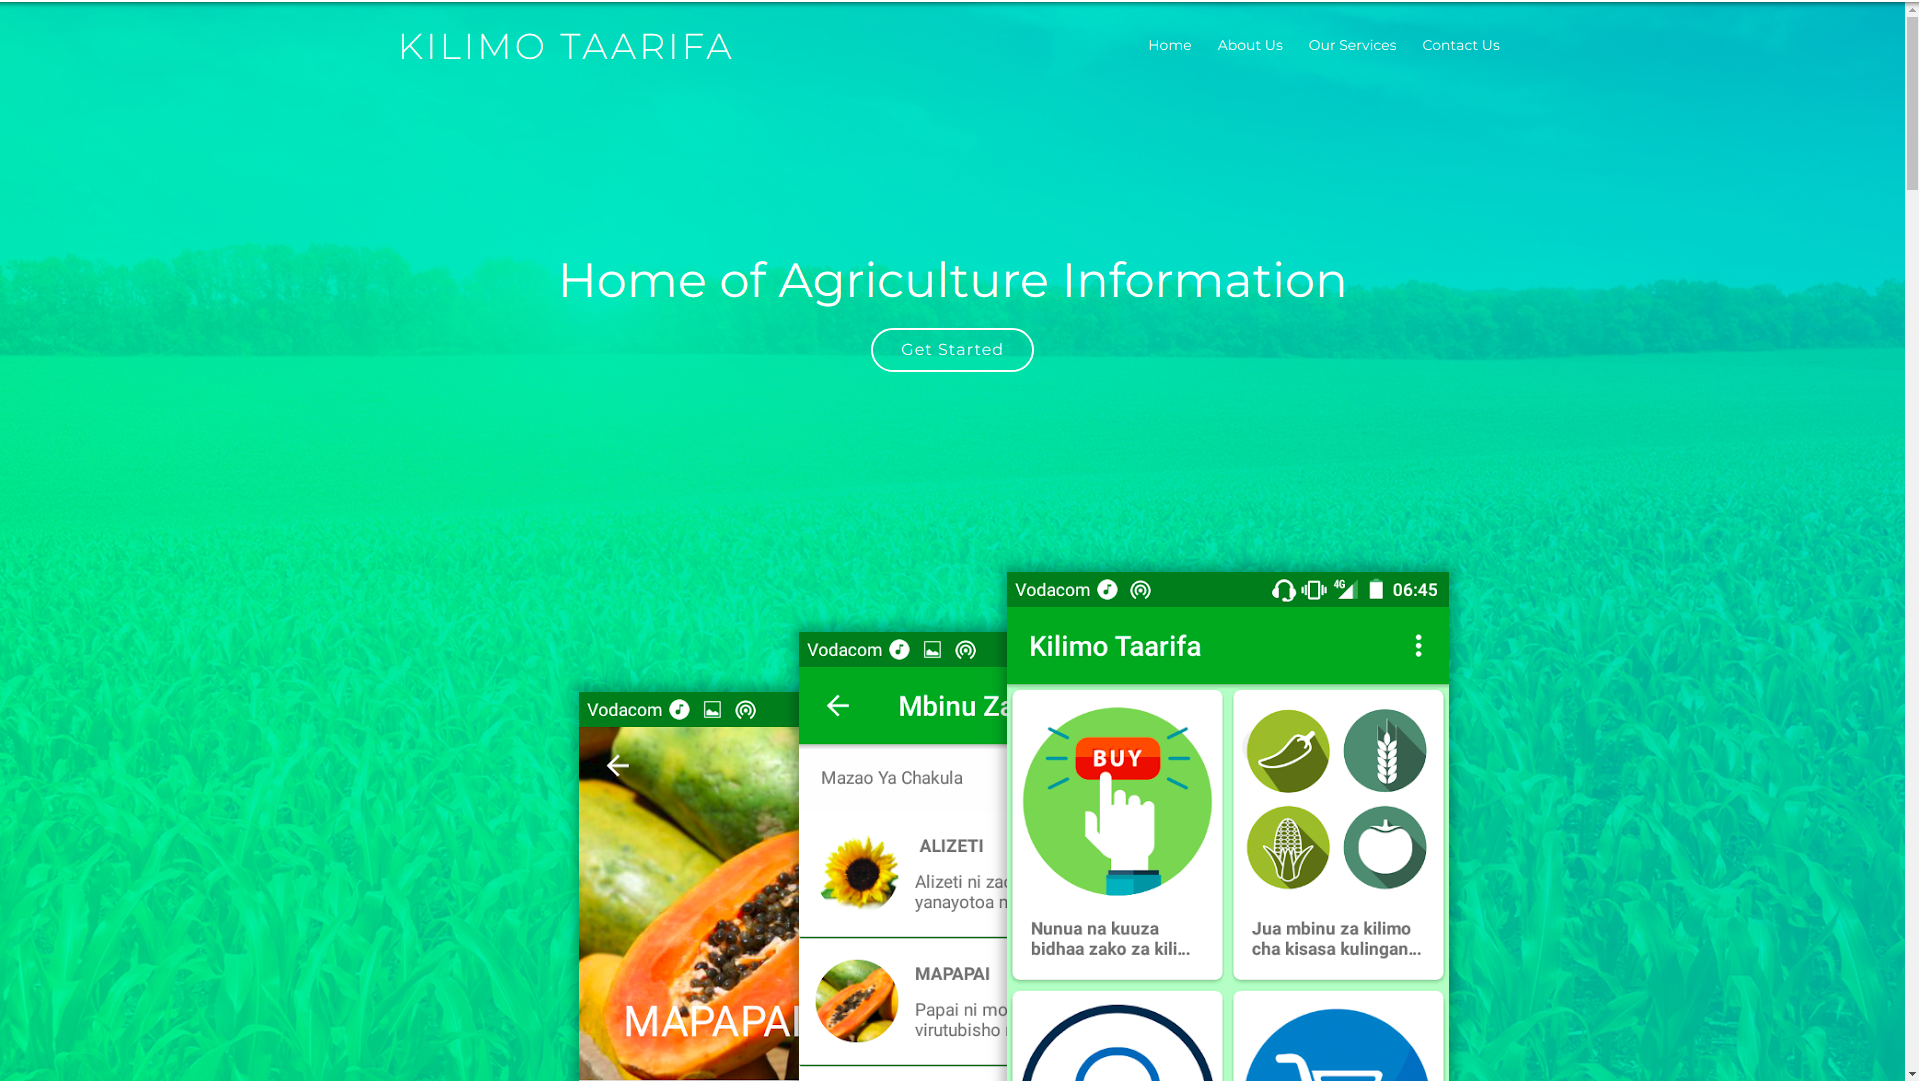 KILIMO TAARIFA
Home
About Us
Our Services
Contact Us
Home of Agriculture Information
Get Started
Vodacom
MAPAPAI
Vodacom
Mbinu Za
Mazao Ya Chakula
ALIZETI
Alizeti ni
yanayotoa
MAPAPAI
Papai ni
virutubisho
Vodacom
4G
06:45
Kilimo Taarifa
BUY
Nunua na kuuza
bidhaa zako za kili...
Jua mbinu za kilimo
cha kisasa kulingan...